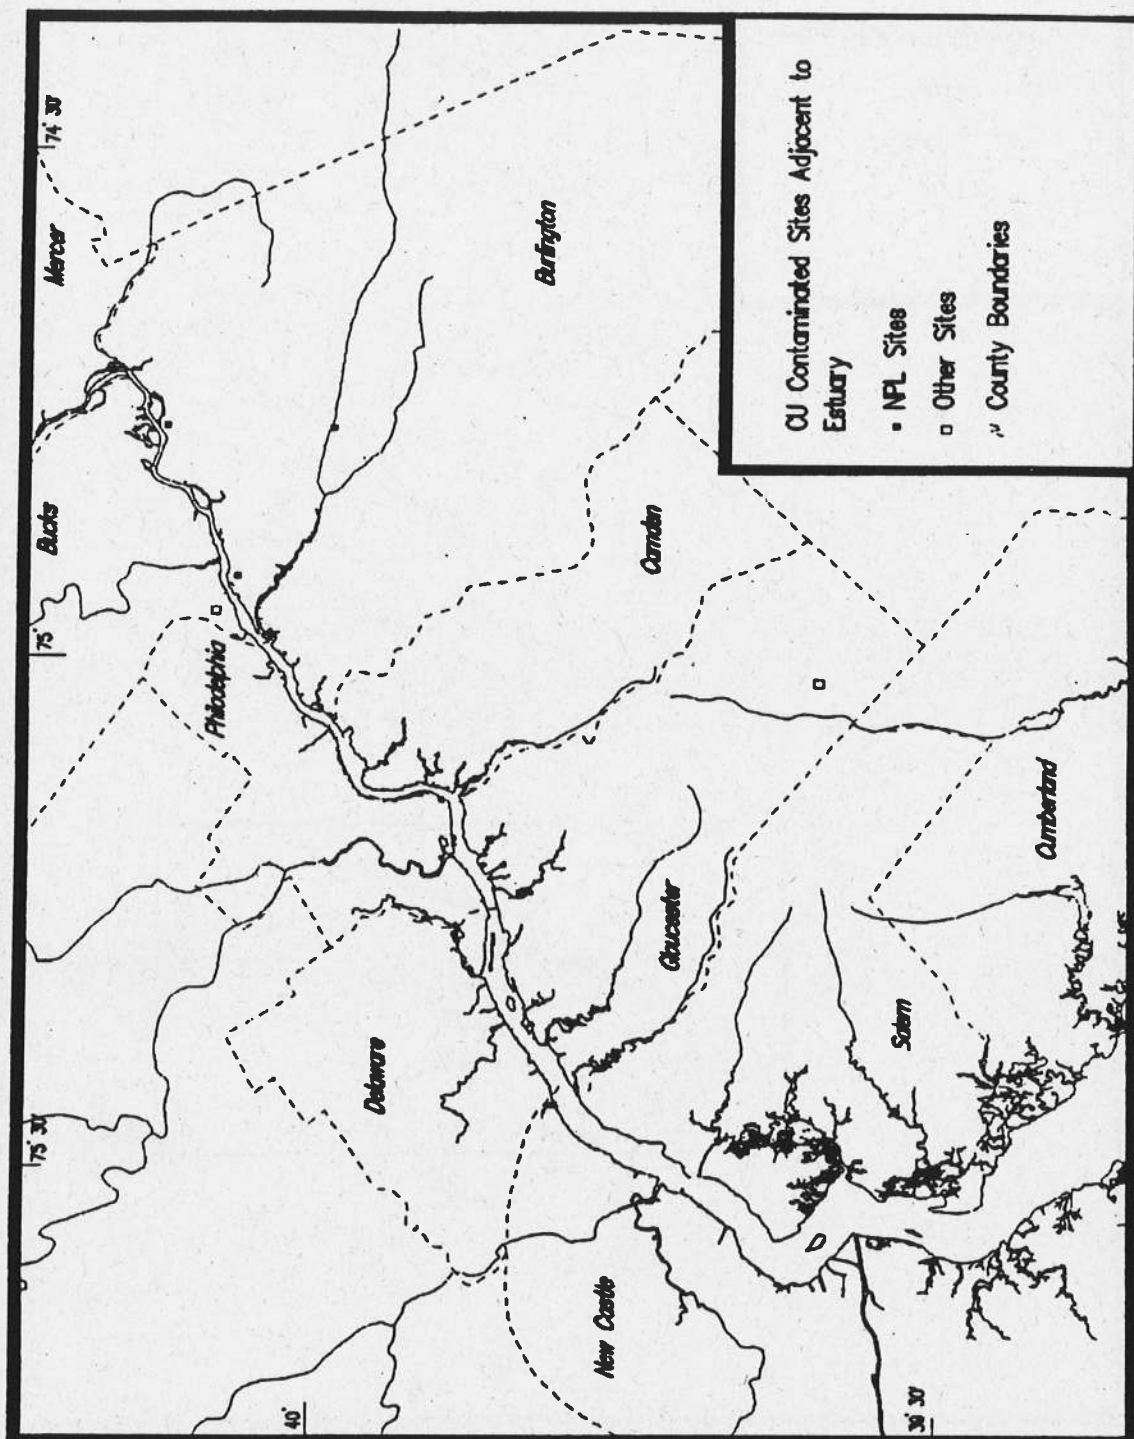 74° 30'
Mercer
Bucks
75°
Philadelphia
Burlington
Camden
Delaware
75° 30'
Gloucester
Cumberland
Salem
New Castle
40°
39° 30'
CU Contaminated Sites Adjacent to
Estuary
NPL Sites
Other Sites
County Boundaries